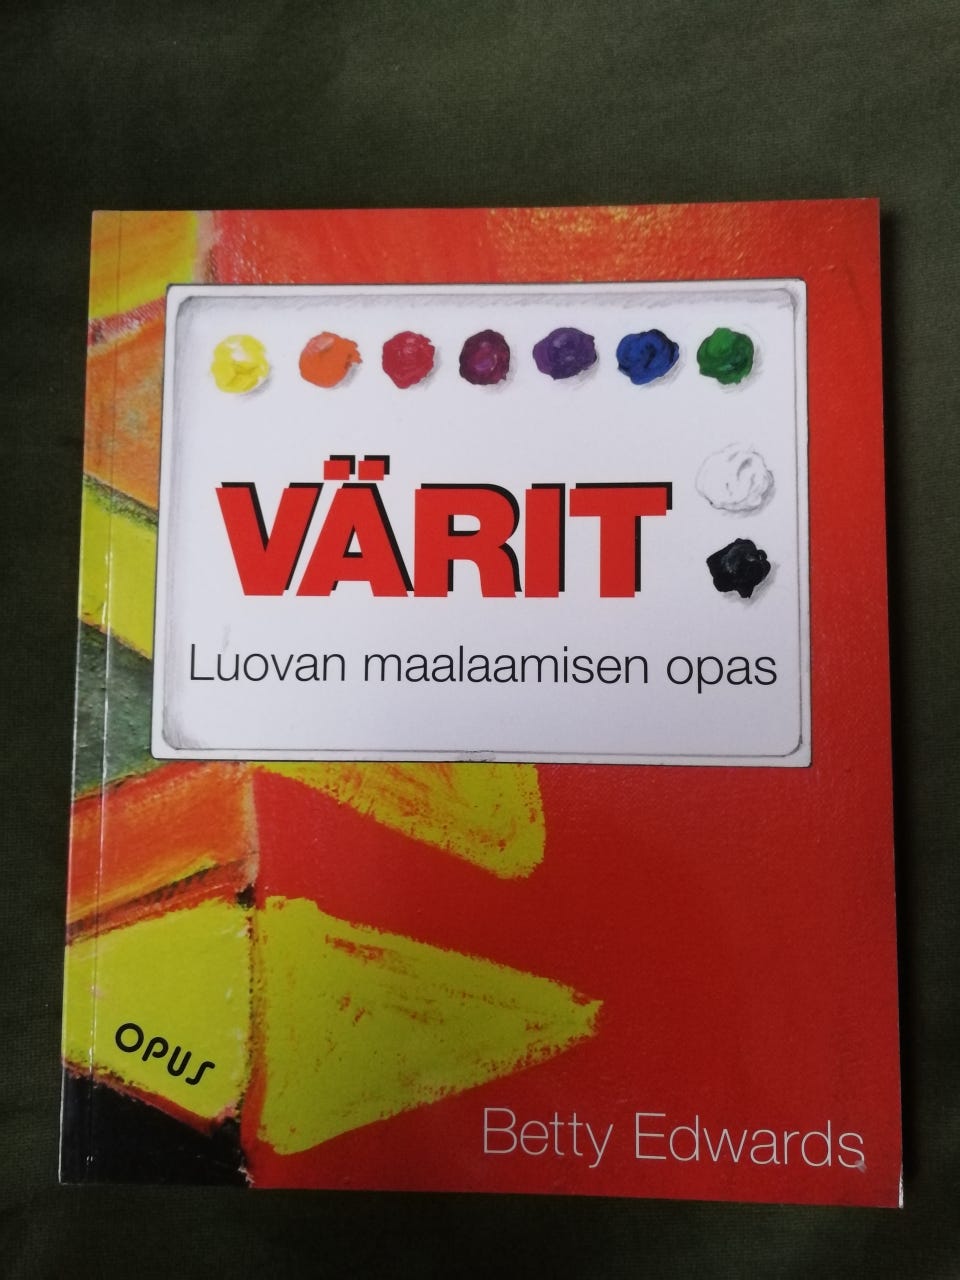 VÄRIT
Luovan maalaamisen opas
OPUS
Betty Edwards